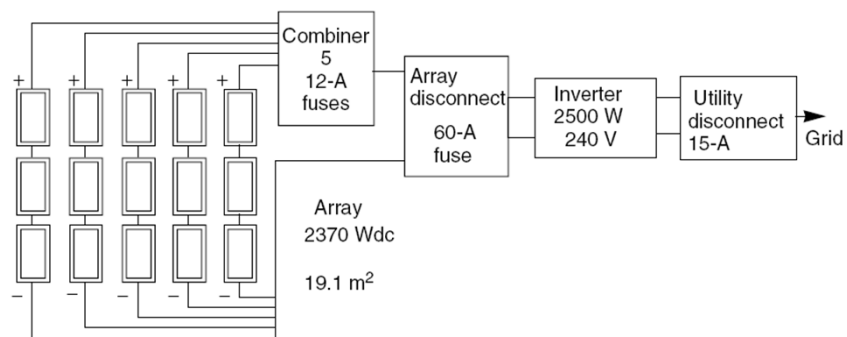 Combiner
5
12-A
fuses
Array
disconnect
60-A
fuse
Inverter
2500 W
240 V
Utility
disconnect
15-A
Grid
+ + + + +
Array
2370 Wdc
19.1 m²
− − − − −